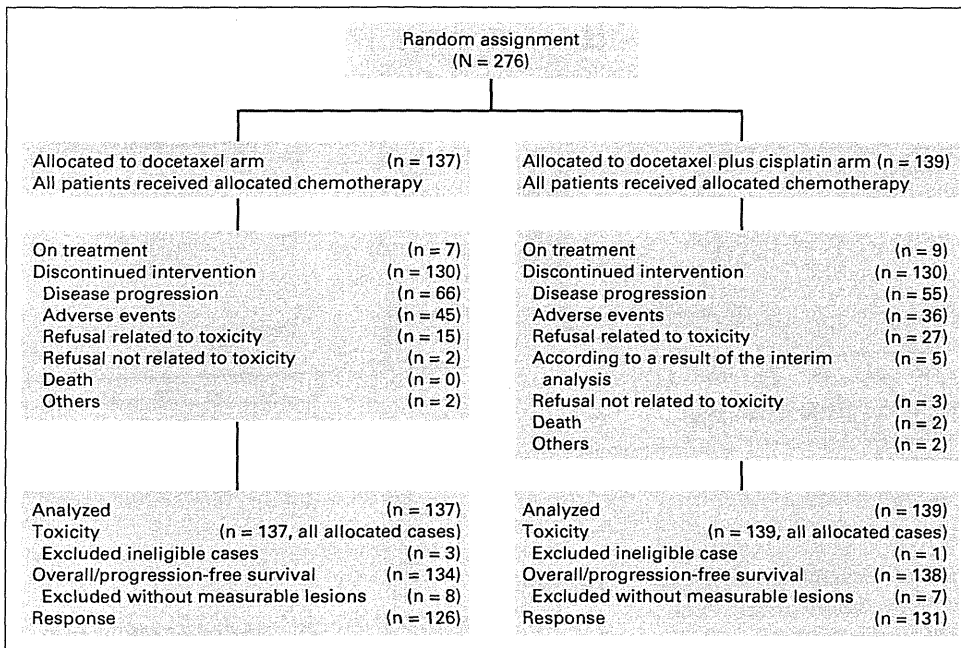 Random assignment
(N = 276)
Allocated to docetaxel arm (n = 137)
All patients received allocated chemotherapy
On treatment (n = 7)
Discontinued intervention (n = 130)
Disease progression (n = 66)
Adverse events (n = 45)
Refusal related to toxicity (n = 15)
Refusal not related to toxicity (n = 2)
Death (n = 0)
Others (n = 2)
Analyzed (n = 137)
Toxicity (n = 137, all allocated cases)
Excluded ineligible cases (n = 3)
Overall/progression-free survival (n = 134)
Excluded without measurable lesions (n = 8)
Response (n = 126)
Allocated to docetaxel plus cisplatin arm (n = 139)
All patients received allocated chemotherapy
On treatment (n = 9)
Discontinued intervention (n = 130)
Disease progression (n = 55)
Adverse events (n = 36)
Refusal related to toxicity (n = 27)
According to a result of the interim (n = 5)
analysis
Refusal not related to toxicity (n = 3)
Death (n = 2)
Others (n = 2)
Analyzed (n = 139)
Toxicity (n = 139, all allocated cases)
Excluded ineligible case (n = 1)
Overall/progression-free survival (n = 138)
Excluded without measurable lesions (n = 7)
Response (n = 131)